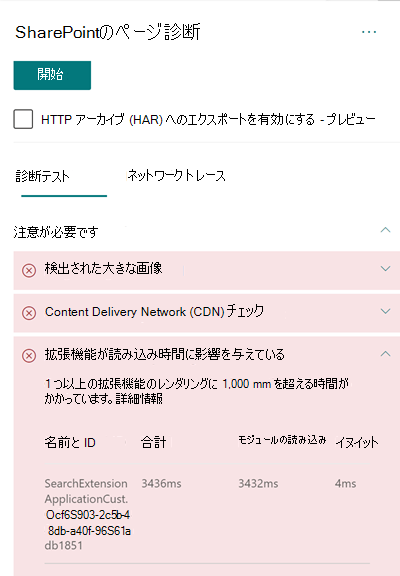 SharePointのページ診断
開始
HTTP アーカイブ (HAR) へのエクスポートを有効にする - プレビュー
診断テスト ネットワークトレース
注意が必要です
検出された大きな画像
Content Delivery Network (CDN) チェック
拡張機能が読み込み時間に影響を与えている
1つ以上の拡張機能のレンダリングに 1,000 mm を超える時間が
かかっています。詳細情報
名前と ID 合計 モジュールの読み込み イヌイット
SearchExtension 3436ms 3432ms 4ms
ApplicationCust.
Ocf6S903-2c5b-4
8db-a40f-96S61a
db1851